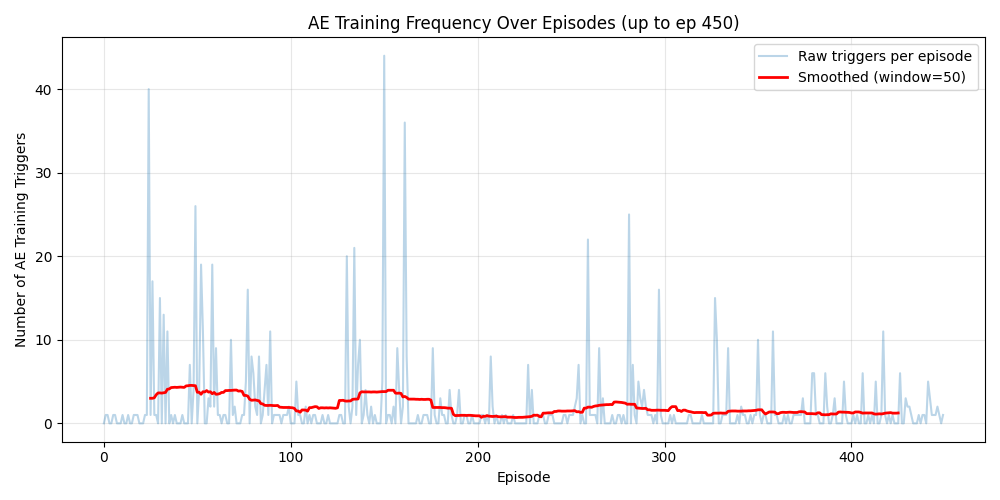 AE Training Frequency Over Episodes (up to ep 450)
Raw triggers per episode
Smoothed (window=50)
Number of AE Training Triggers
40
30
20
10
0
0 100 200 300 400
Episode